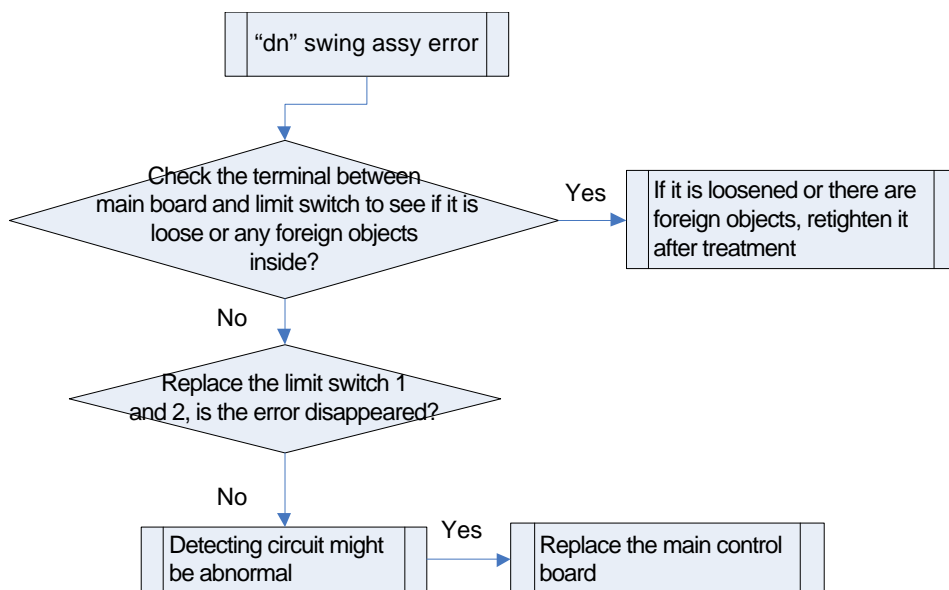 “dn” swing assy error
Check the terminal between
main board and limit switch to see if it is
loose or any foreign objects
inside?
Yes
If it is loosened or there are
foreign objects, retighten it
after treatment
No
Replace the limit switch 1
and 2, is the error disappeared?
No
Detecting circuit might
be abnormal
Yes
Replace the main control
board